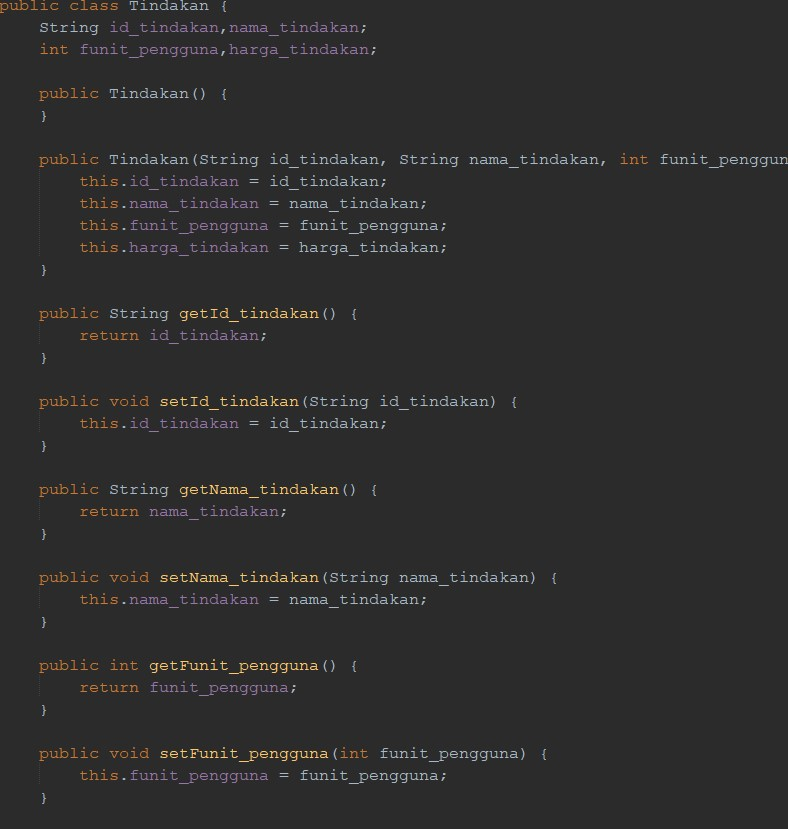 public class Tindakan {
String id_tindakan,nama_tindakan;
int funit_pengguna,harga_tindakan;
public Tindakan() {
}
public Tindakan(String id_tindakan, String nama_tindakan, int funit_penggun
this.id_tindakan = id_tindakan;
this.nama_tindakan = nama_tindakan;
this.funit_pengguna = funit_pengguna;
this.harga_tindakan = harga_tindakan;
}
public String getId_tindakan() {
return id_tindakan;
}
public void setId_tindakan(String id_tindakan) {
this.id_tindakan = id_tindakan;
}
public String getNama_tindakan() {
return nama_tindakan;
}
public void setNama_tindakan(String nama_tindakan) {
this.nama_tindakan = nama_tindakan;
}
public int getFunit_pengguna() {
return funit_pengguna;
}
public void setFunit_pengguna(int funit_pengguna) {
this.funit_pengguna = funit_pengguna;
}